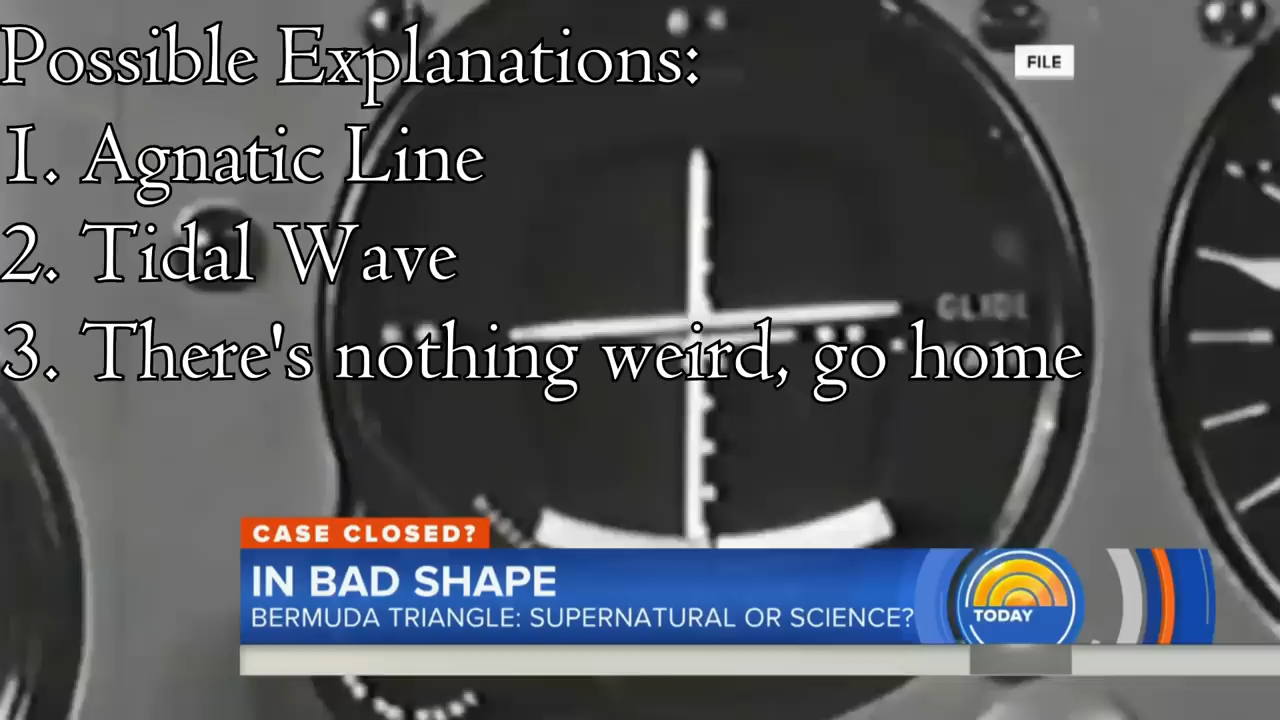 Possible Explanations:
FILE
1. Agnatic Line
2. Tidal Wave
GLIDE
3. There's nothing weird, go home
CASE CLOSED?
IN BAD SHAPE
BERMUDA TRIANGLE: SUPERNATURAL OR SCIENCE?
TODAY